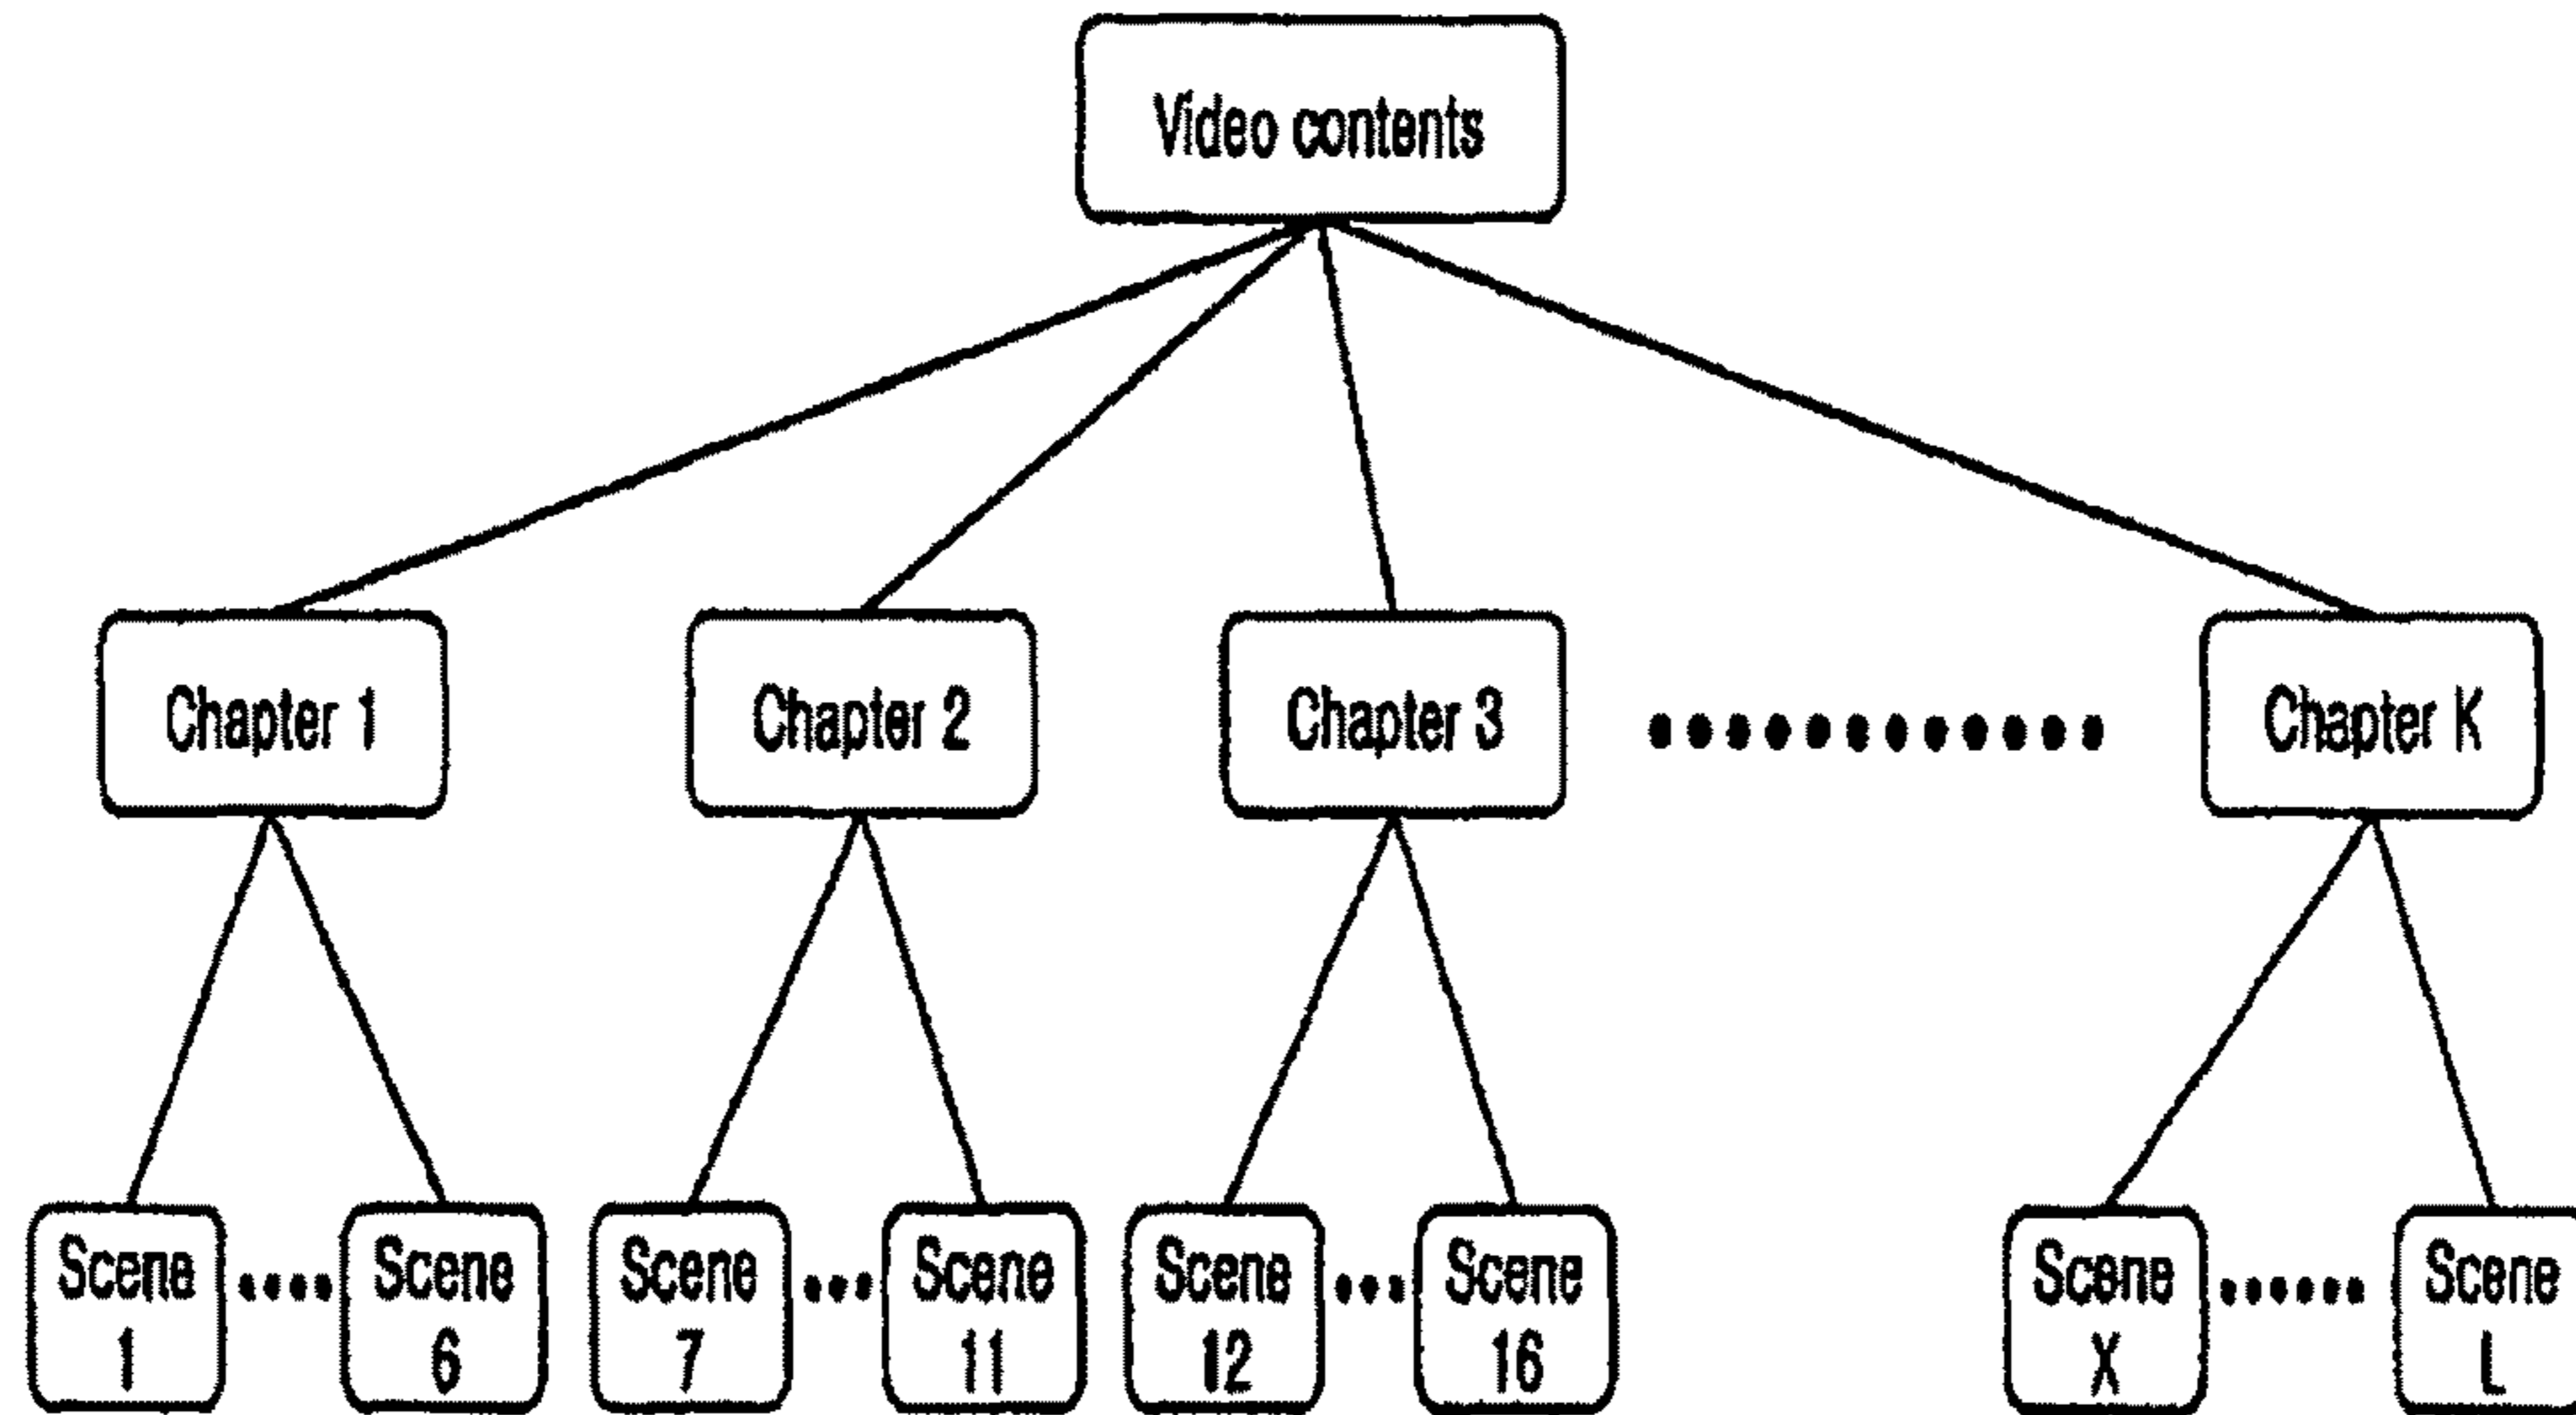 Video contents
Chapter 1
Chapter 2
Chapter 3
Chapter K
Scene
1
Scene
6
Scene
7
Scene
11
Scene
12
Scene
16
Scene
X
Scene
L